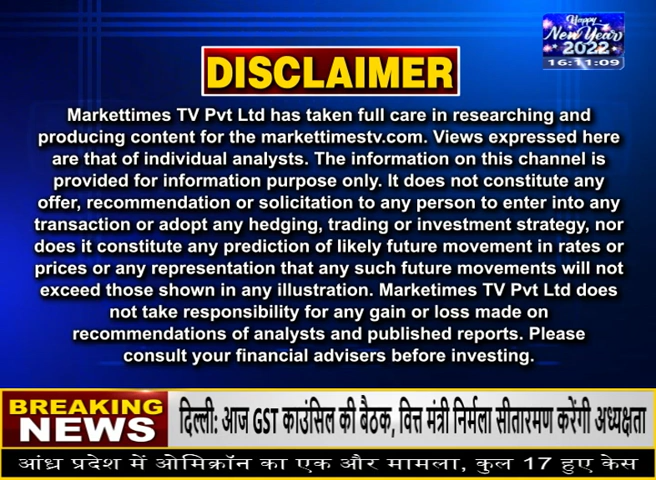 Happy
New Year
2022
16:11:09
DISCLAIMER
Markettimes TV Pvt Ltd has taken full care in researching and
producing content for the markettimestv.com. Views expressed here
are that of individual analysts. The information on this channel is
provided for information purpose only. It does not constitute any
offer, recommendation or solicitation to any person to enter into any
transaction or adopt any hedging, trading or investment strategy, nor
does it constitute any prediction of likely future movement in rates or
prices or any representation that any such future movements will not
exceed those shown in any illustration. Marketimes TV Pvt Ltd does
not take responsibility for any gain or loss made on
recommendations of analysts and published reports. Please
consult your financial advisers before investing.
BREAKING
NEWS
दिल्ली: आज GST काउंसिल की बैठक, वित्त मंत्री निर्मला सीतारमण करेंगी अध्यक्षता
आंध्र प्रदेश में ओमिक्रॉन का एक और मामला, कुल 17 हुए केस